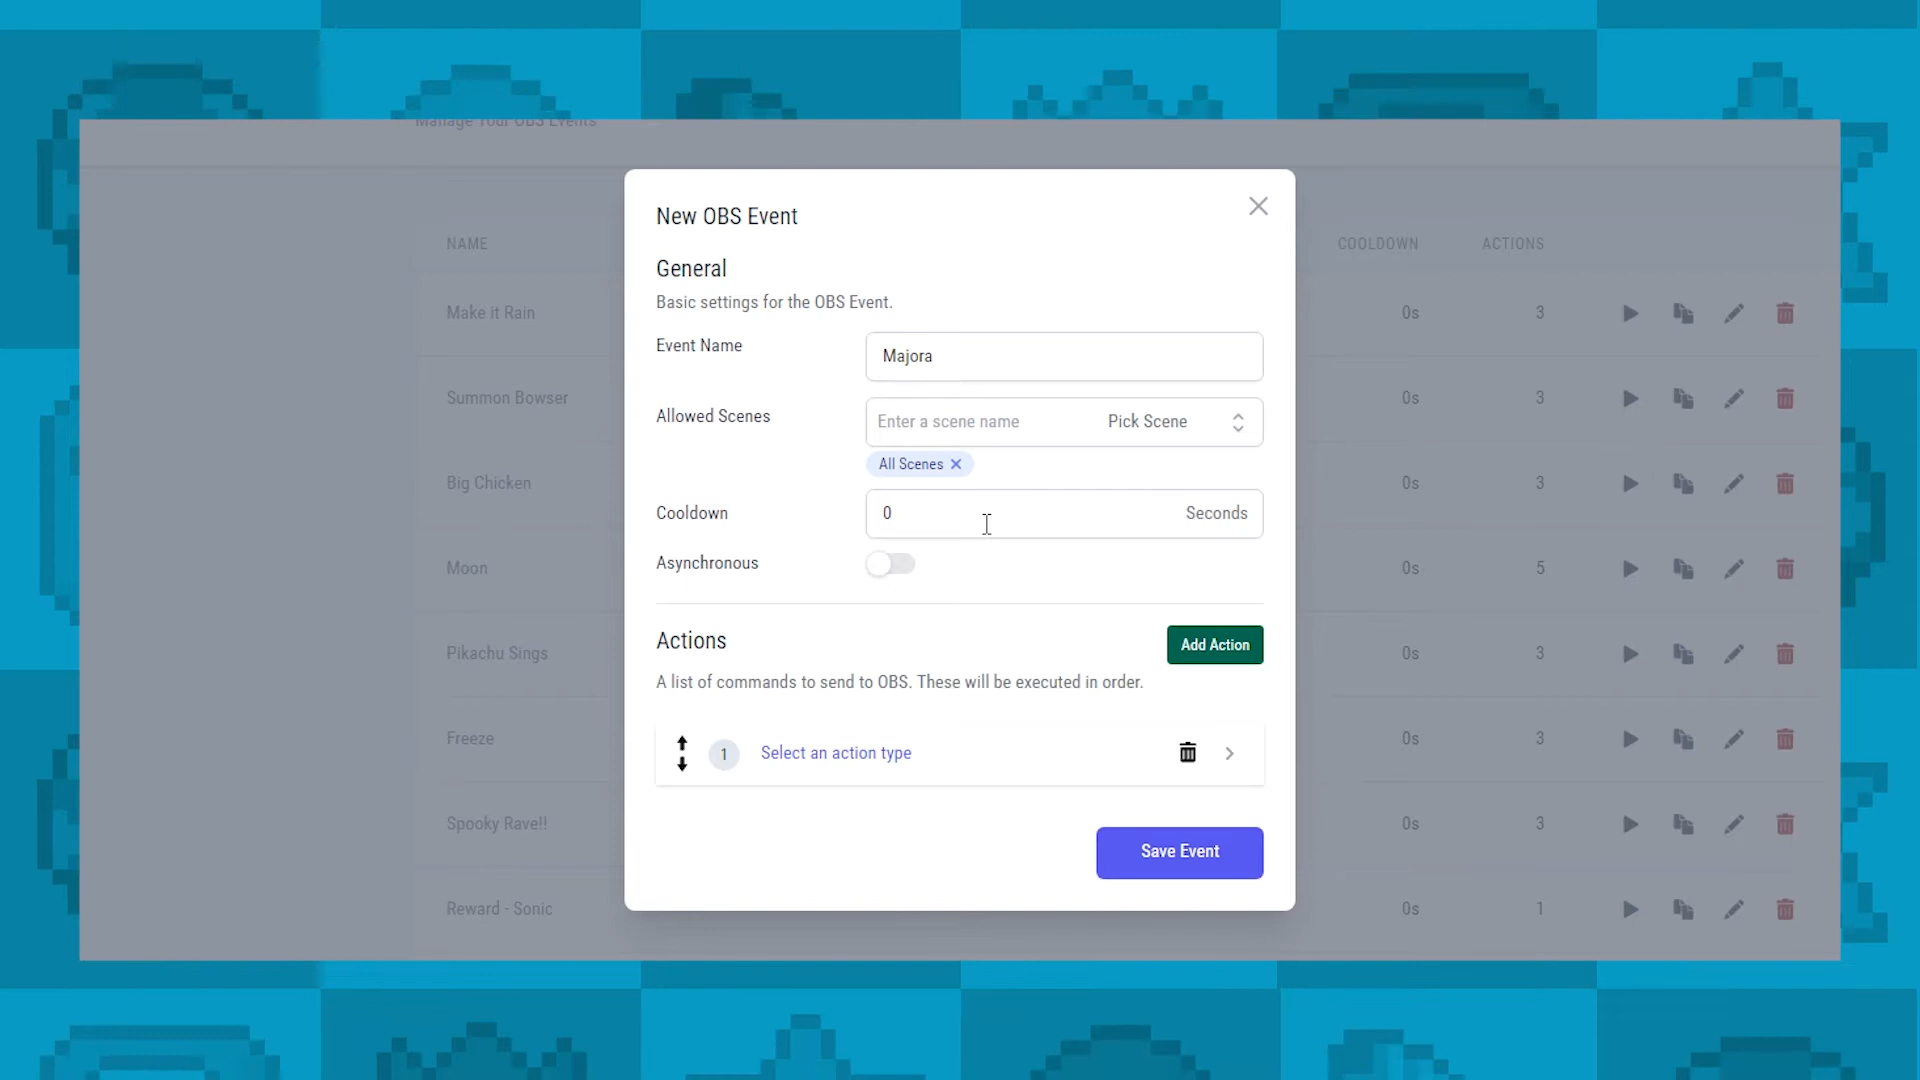 Manage Your OBS Events
New OBS Event
NAME
COOLDOWN
ACTIONS
General
Basic settings for the OBS Event.
Make it Rain
0s
3
Event Name
Majora
Summon Bowser
0s
3
Allowed Scenes
Enter a scene name
Pick Scene
All Scenes
Big Chicken
0s
3
Cooldown
0
Seconds
Asynchronous
Moon
0s
5
Actions
Add Action
Pikachu Sings
0s
3
A list of commands to send to OBS. These will be executed in order.
Freeze
0s
3
1
Select an action type
Spooky Rave!!
0s
3
Save Event
Reward - Sonic
0s
1